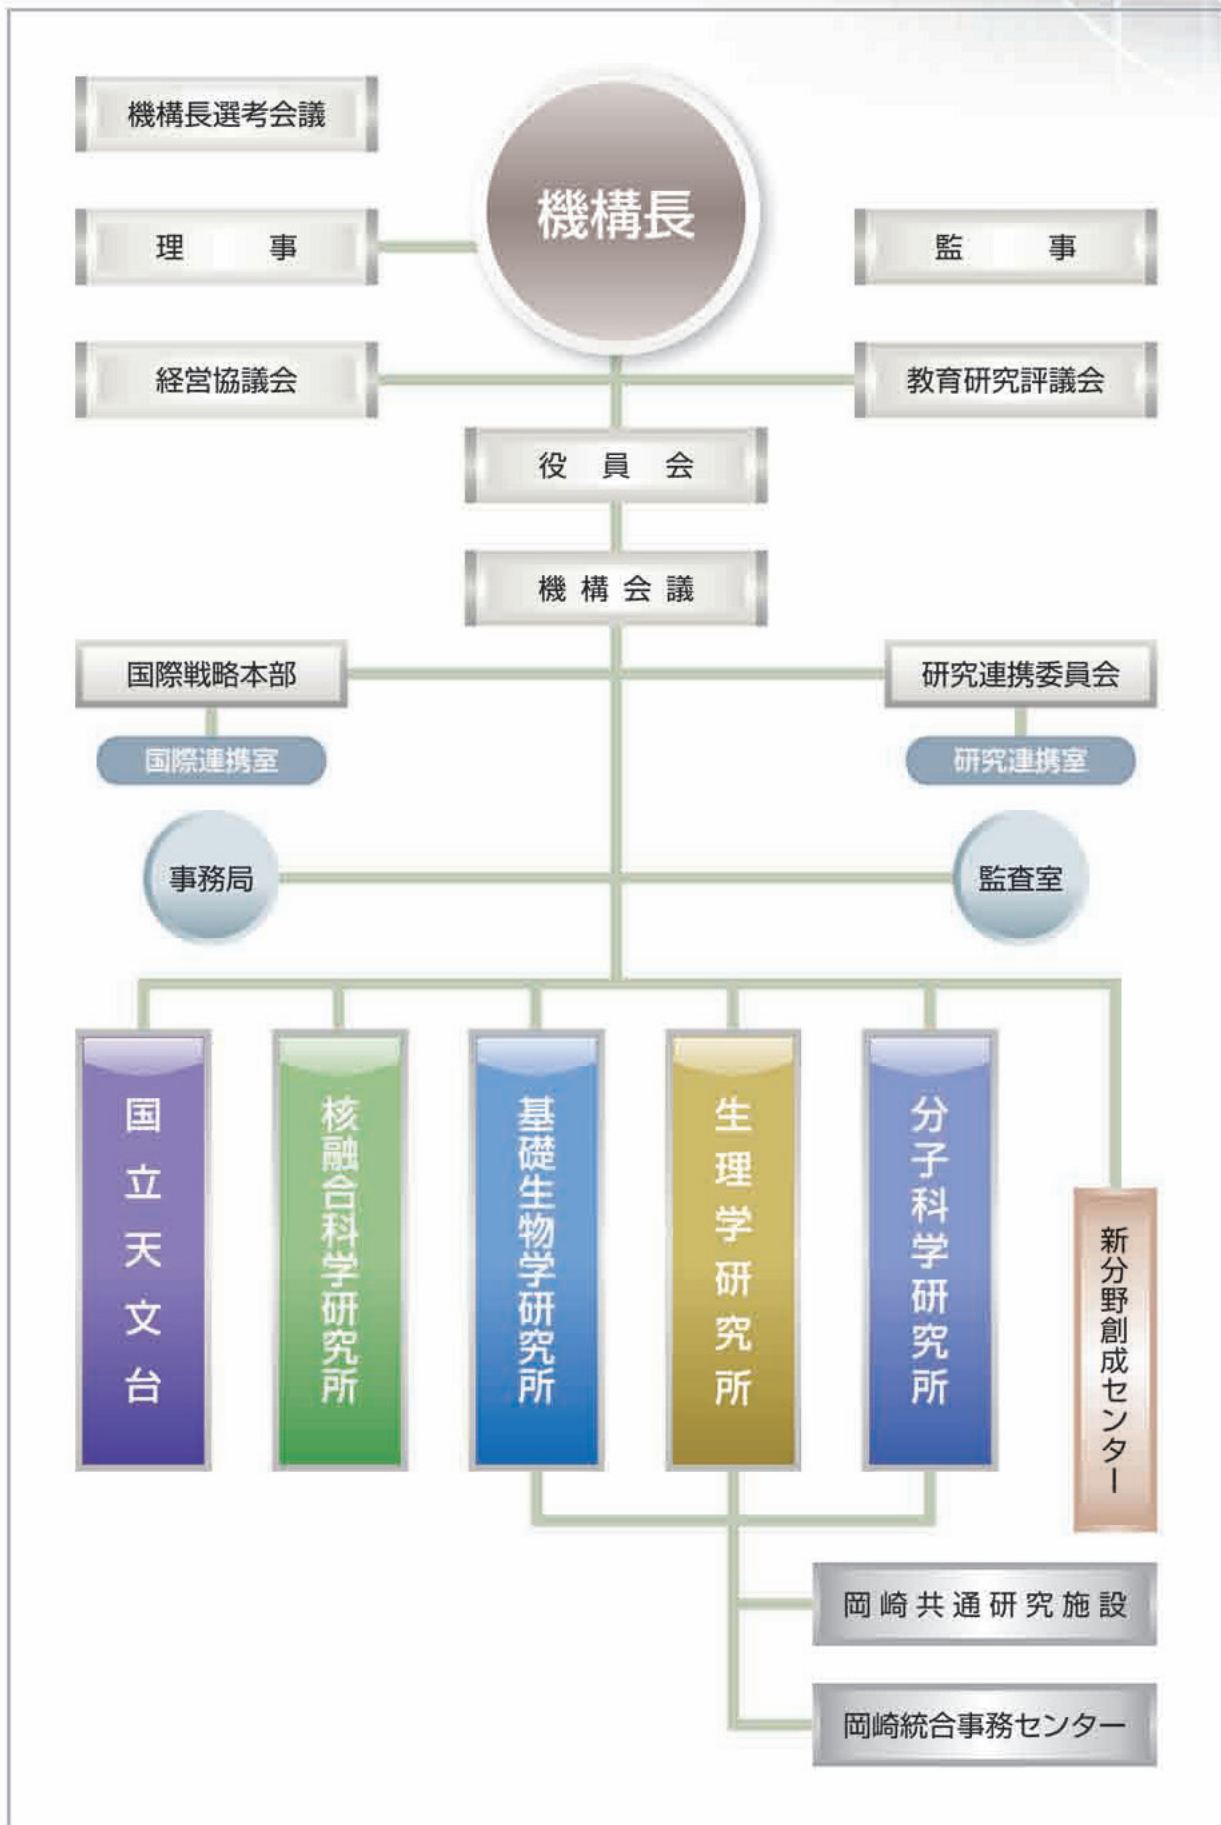 機構長選考会議
機構長
理事
監事
経営協議会
教育研究評議会
役員会
機構会議
国際戦略本部
研究連携委員会
国際連携室
研究連携室
事務局
監査室
国立天文台
核融合科学研究所
基礎生物学研究所
生理学研究所
分子科学研究所
新分野創成センター
岡崎共通研究施設
岡崎統合事務センター